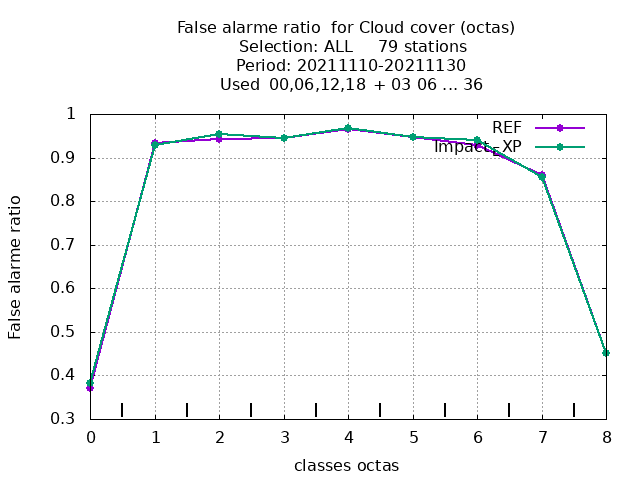 False alarme ratio  for Cloud cover (octas)
Selection: ALL     79 stations
Period: 20211110-20211130
Used  00,06,12,18  + 03 06 ... 36
REF
Impact_XP
1
0.9
0.8
0.7
0.6
0.5
0.4
0.3
False alarme ratio
0 1 2 3 4 5 6 7 8
classes octas